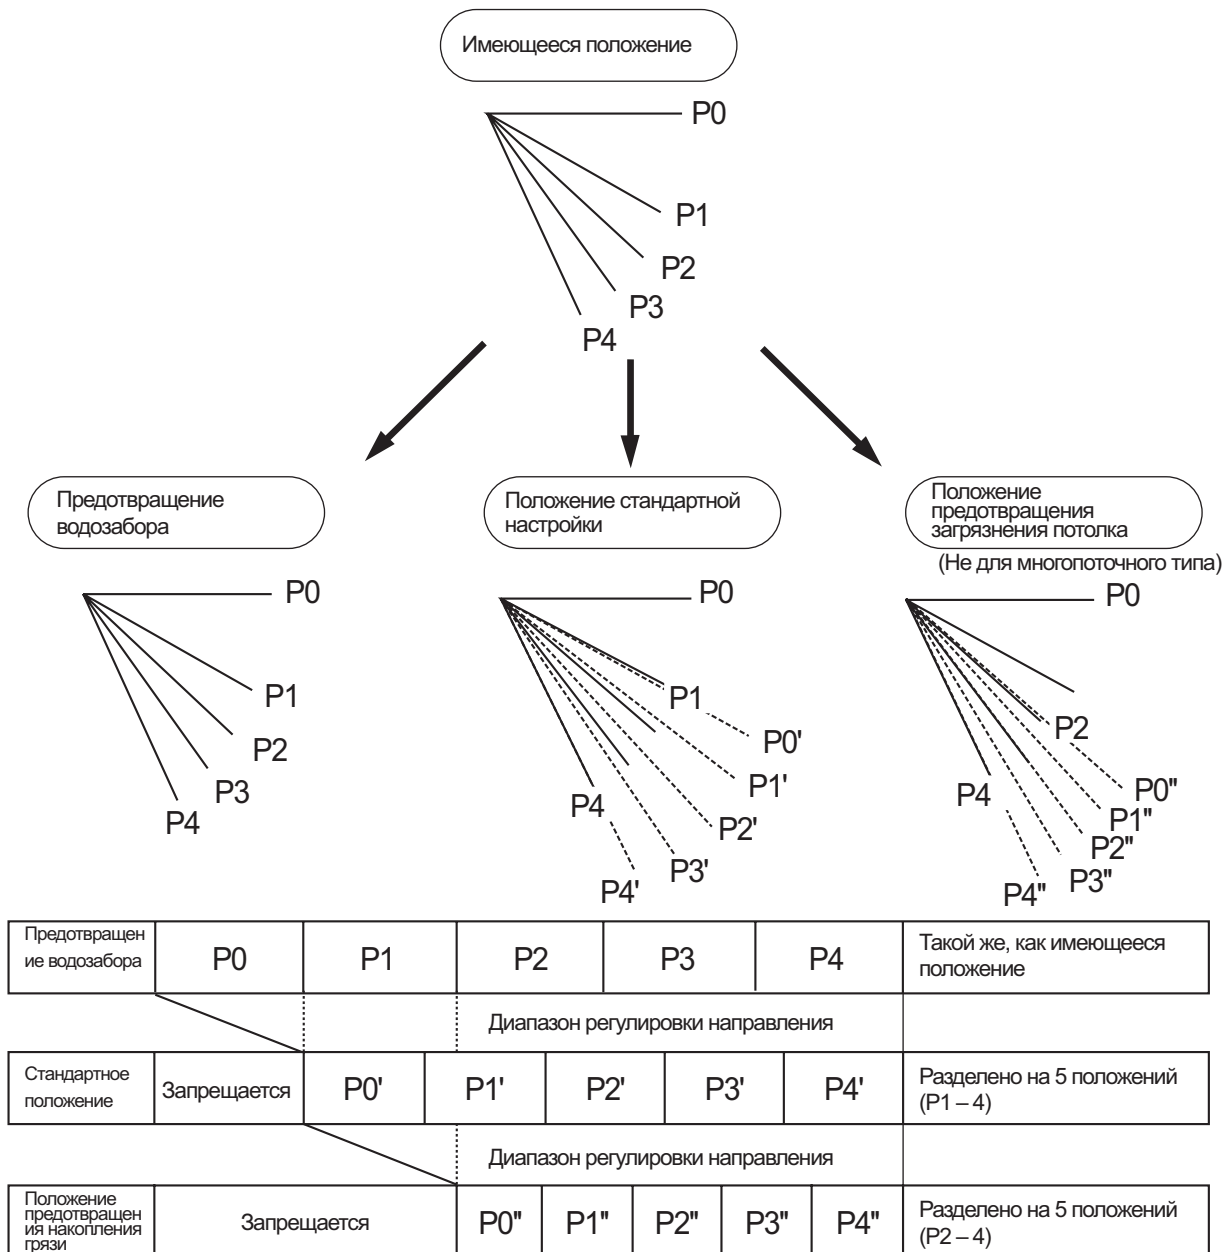 Имеющееся положение
P0
P1
P2
P3
P4
Предотвращение
водозабора
P0
P1
P2
P3
P4
Положение стандартной
настройки
P0
P1
P0'
P1'
P4
P2'
P3'
P4'
Положение
предотвращения
загрязнения потолка
(Не для многопоточного типа)
P0
P2
P4
P0"
P1"
P2"
P3"
P4"
Предотвращен
ие водозабора
P0
P1
P2
P3
P4
Такой же, как имеющееся
положение
Диапазон регулировки направления
Стандартное
положение
Запрещается
P0'
P1'
P2'
P3'
P4'
Разделено на 5 положений
(P1 – 4)
Диапазон регулировки направления
Положение
предотвращен
ия накопления
грязи
Запрещается
P0"
P1"
P2"
P3"
P4"
Разделено на 5 положений
(P2 – 4)